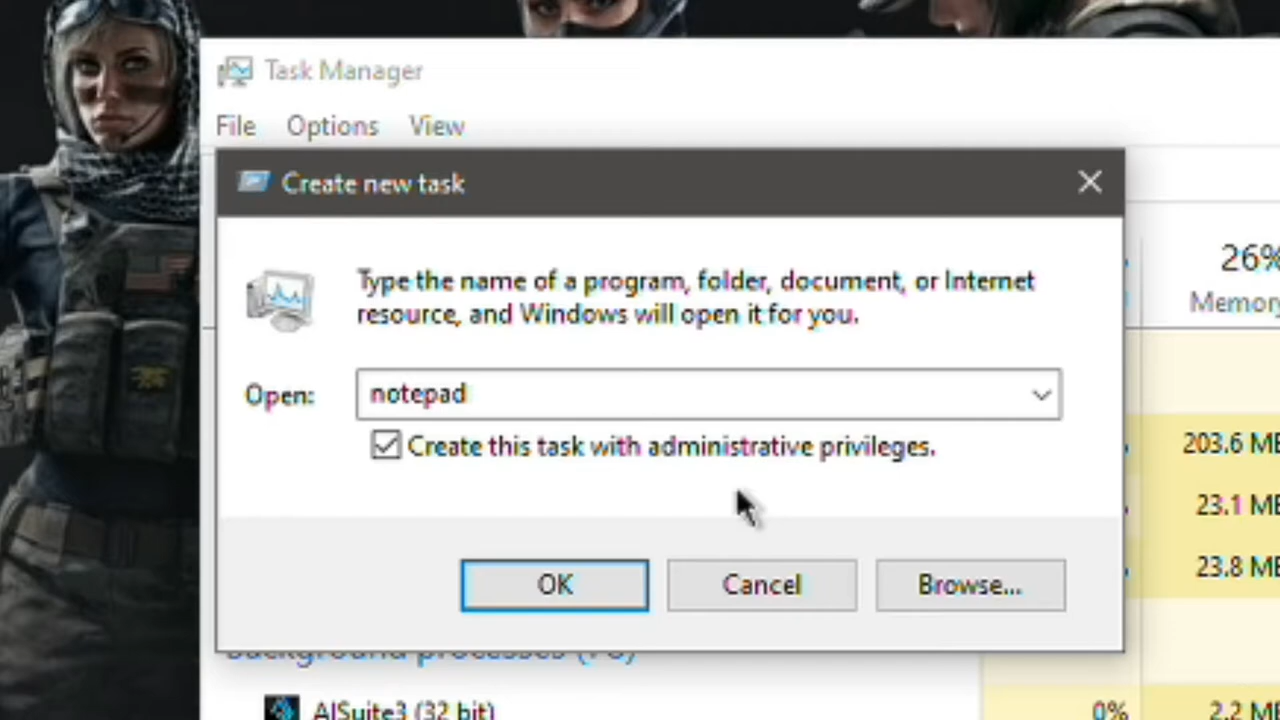 Task Manager
File Options View
Create new task
Type the name of a program, folder, document, or Internet
resource, and Windows will open it for you.
Open: notepad
Create this task with administrative privileges.
OK Cancel Browse...
26%
Memory
203.6 MB
23.1 MB
23.8 MB
Background processes
AISuite3 (32 bit) 0% 2.2 MB